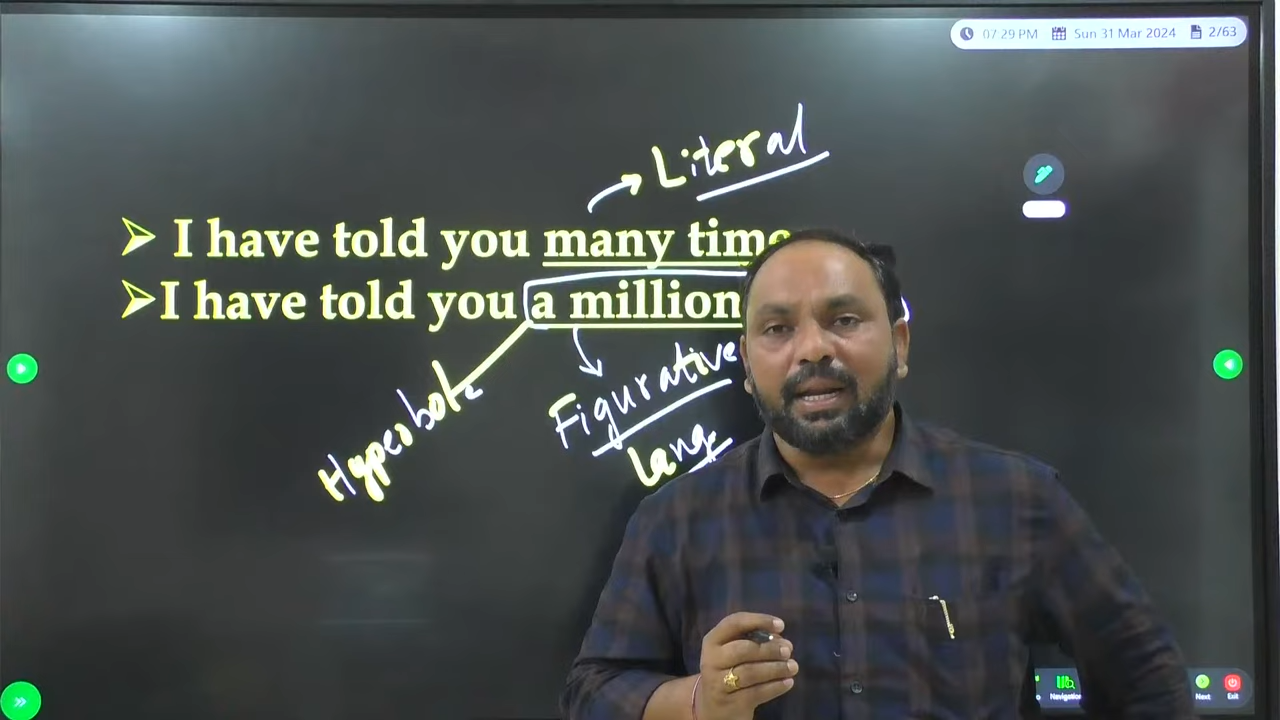 07:29 PM Sun 31 Mar 2024 2/63
Literal
I have told you many time
I have told you a million
Figurative
Lang
Hyperbole
Navigation Next Exit